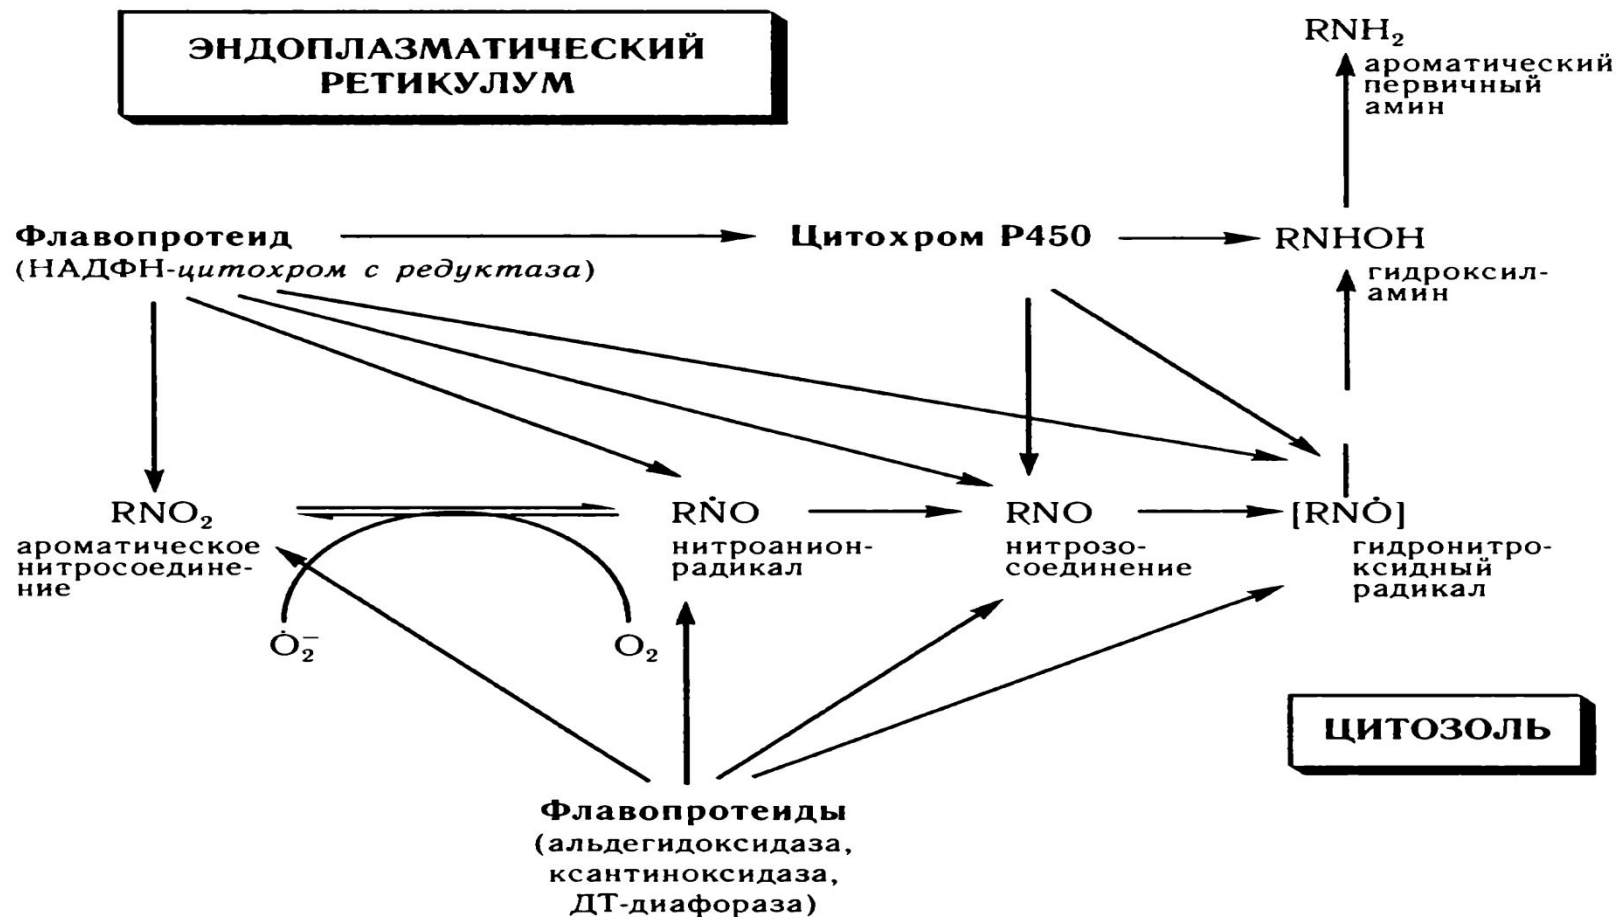 ЭНДОПЛАЗМАТИЧЕСКИЙ
РЕТИКУЛУМ
RNH₂
ароматический
первичный
амин
Флавопротеид
(НАДФН-цитохром с редуктаза)
Цитохром Р450
RNHOH
гидроксил-
амин
RNO₂
ароматическое
нитросоедине-
ние
RṄO
нитроанион-
радикал
RNO
нитрозо-
соединение
[RNȮ]
гидронитро-
ксидный
радикал
Ȯ₂⁻
O₂
ЦИТОЗОЛЬ
Флавопротеиды
(альдегидоксидаза,
ксантиноксидаза,
ДТ-диафораза)